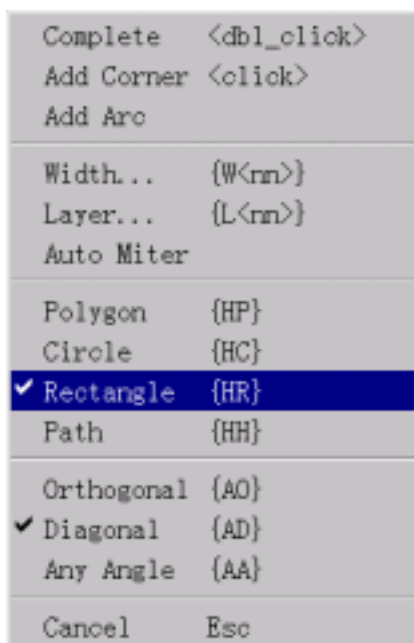 Complete <dbl_click>
Add Corner <click>
Add Arc
Width... {W<nn>}
Layer... {L<nn>}
Auto Miter
Polygon {HP}
Circle {HC}
✓ Rectangle {HR}
Path {HH}
Orthogonal {AO}
✓ Diagonal {AD}
Any Angle {AA}
Cancel Esc